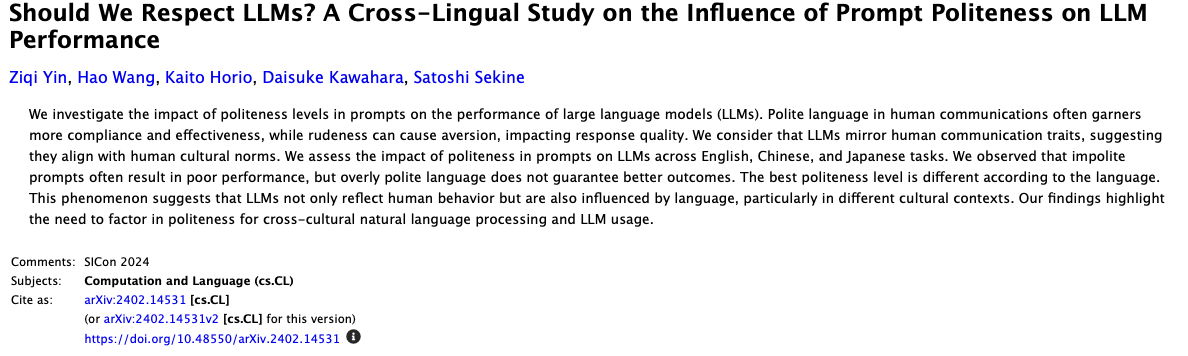 Should We Respect LLMs? A Cross-Lingual Study on the Influence of Prompt Politeness on LLM
Performance
Ziqi Yin, Hao Wang, Kaito Horio, Daisuke Kawahara, Satoshi Sekine
We investigate the impact of politeness levels in prompts on the performance of large language models (LLMs). Polite language in human communications often garners
more compliance and effectiveness, while rudeness can cause aversion, impacting response quality. We consider that LLMs mirror human communication traits, suggesting
they align with human cultural norms. We assess the impact of politeness in prompts on LLMs across English, Chinese, and Japanese tasks. We observed that impolite
prompts often result in poor performance, but overly polite language does not guarantee better outcomes. The best politeness level is different according to the language.
This phenomenon suggests that LLMs not only reflect human behavior but are also influenced by language, particularly in different cultural contexts. Our findings highlight
the need to factor in politeness for cross-cultural natural language processing and LLM usage.
Comments: SICon 2024
Subjects: Computation and Language (cs.CL)
Cite as: arXiv:2402.14531 [cs.CL]
(or arXiv:2402.14531v2 [cs.CL] for this version)
https://doi.org/10.48550/arXiv.2402.14531